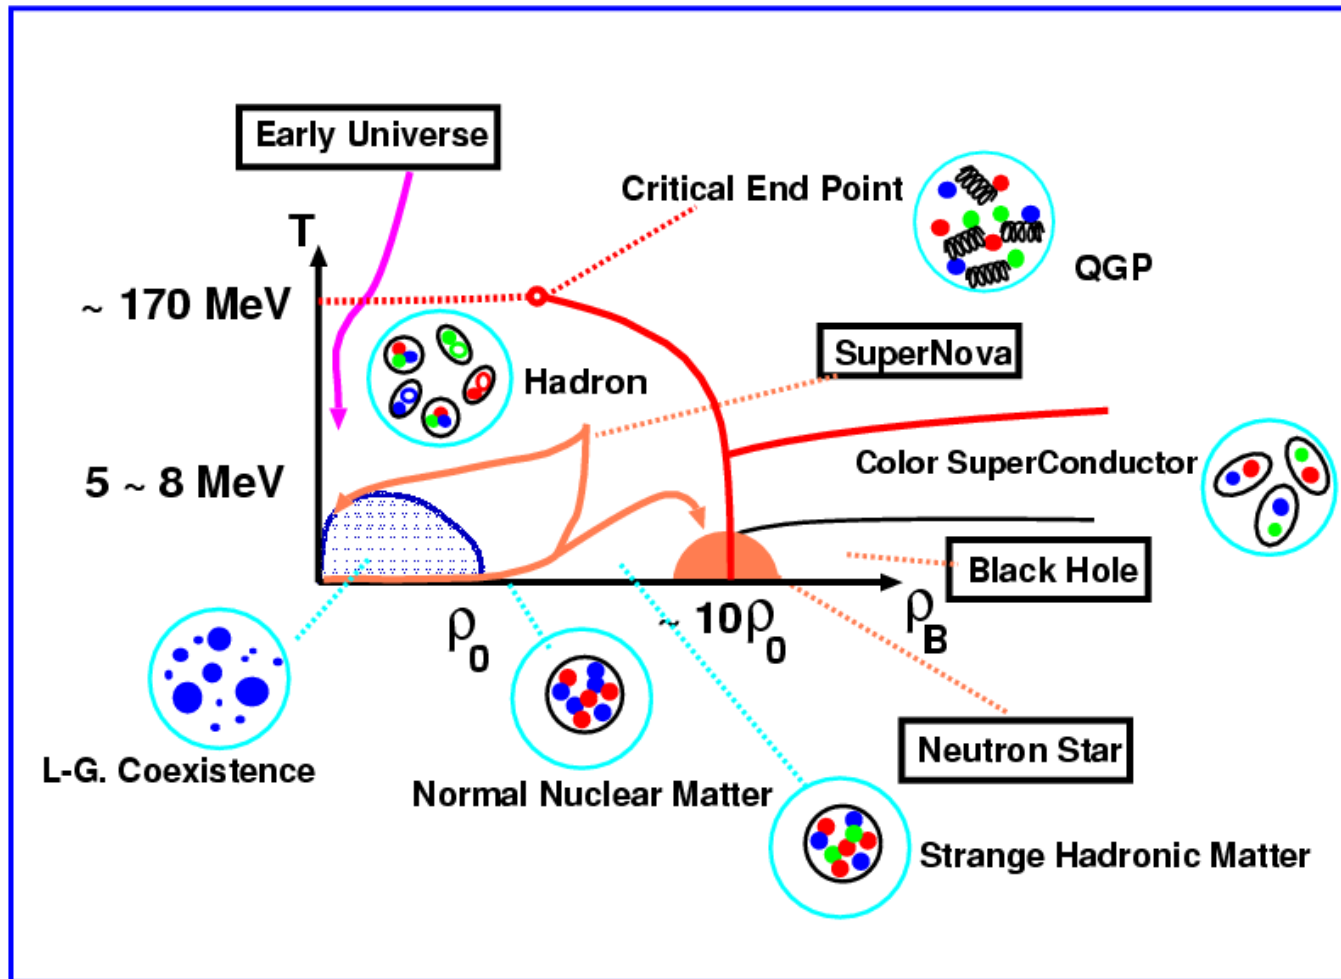 Early Universe
Critical End Point
QGP
T
~ 170 MeV
SuperNova
Hadron
5 ~ 8 MeV
Color SuperConductor
Black Hole
ρ0
~ 10ρ0
ρB
Neutron Star
L-G. Coexistence
Normal Nuclear Matter
Strange Hadronic Matter